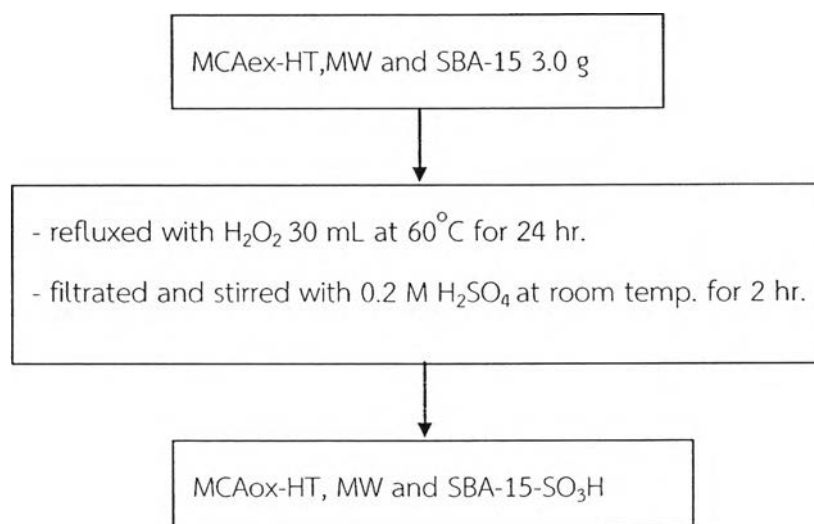 MCAex-HT,MW and SBA-15 3.0 g
- refluxed with H₂O₂ 30 mL at 60°C for 24 hr.
- filtrated and stirred with 0.2 M H₂SO₄ at room temp. for 2 hr.
MCAox-HT, MW and SBA-15-SO₃H